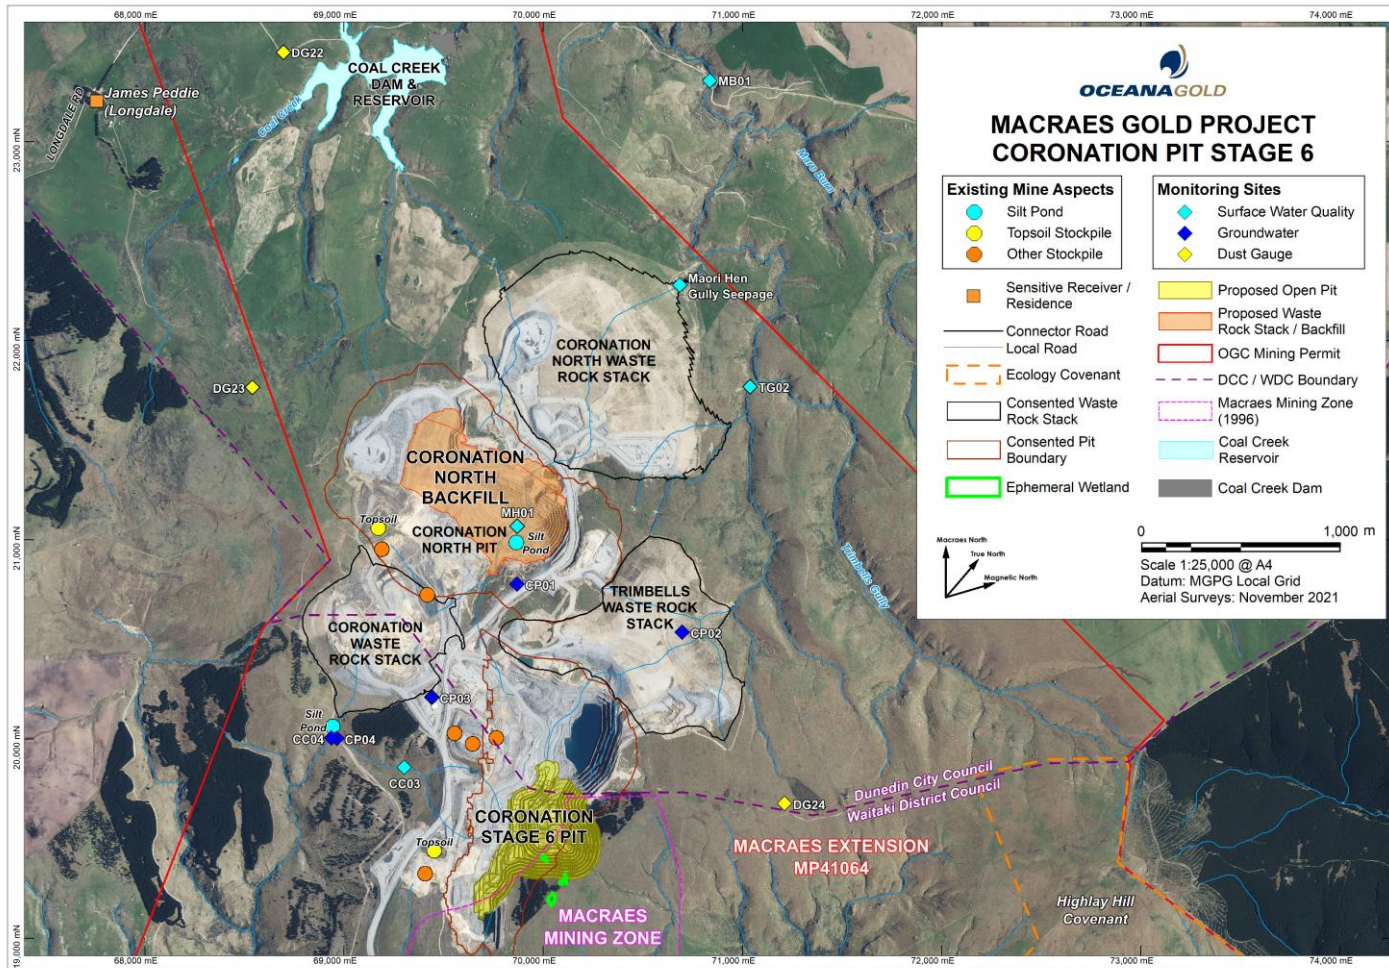 68,000 mE
69,000 mE
70,000 mE
71,000 mE
72,000 mE
73,000 mE
74,000 mE
23,000 mN
22,000 mN
21,000 mN
20,000 mN
19,000 mN
DG22
COAL CREEK
DAM &
RESERVOIR
James Peddie
(Longdale)
LONGDALE RD
Coal Creek
MB01
Mare Burn
Maori Hen
Gully Seepage
CORONATION
NORTH WASTE
ROCK STACK
DG23
TG02
CORONATION
NORTH
BACKFILL
MH01
Topsoil
CORONATION
NORTH PIT
Silt
Pond
CP01
Trimbells Gully
TRIMBELLS
WASTE ROCK
STACK
CP02
CORONATION
WASTE
ROCK STACK
CP03
Silt
Pond
CC04
CP04
CC03
Dunedin City Council
Waitaki District Council
DG24
CORONATION
STAGE 6 PIT
Topsoil
MACRAES EXTENSION
MP41064
MACRAES
MINING ZONE
Highlay Hill
Covenant
OCEANAGOLD
MACRAES GOLD PROJECT
CORONATION PIT STAGE 6
Existing Mine Aspects
Silt Pond
Topsoil Stockpile
Other Stockpile
Monitoring Sites
Surface Water Quality
Groundwater
Dust Gauge
Sensitive Receiver /
Residence
Connector Road
Local Road
Ecology Covenant
Consented Waste
Rock Stack
Consented Pit
Boundary
Ephemeral Wetland
Proposed Open Pit
Proposed Waste
Rock Stack / Backfill
OGC Mining Permit
DCC / WDC Boundary
Macraes Mining Zone
(1996)
Coal Creek
Reservoir
Coal Creek Dam
Macraes North
True North
Magnetic North
0
1,000 m
Scale 1:25,000 @ A4
Datum: MGPG Local Grid
Aerial Surveys: November 2021
68,000 mE
69,000 mE
70,000 mE
71,000 mE
72,000 mE
73,000 mE
74,000 mE